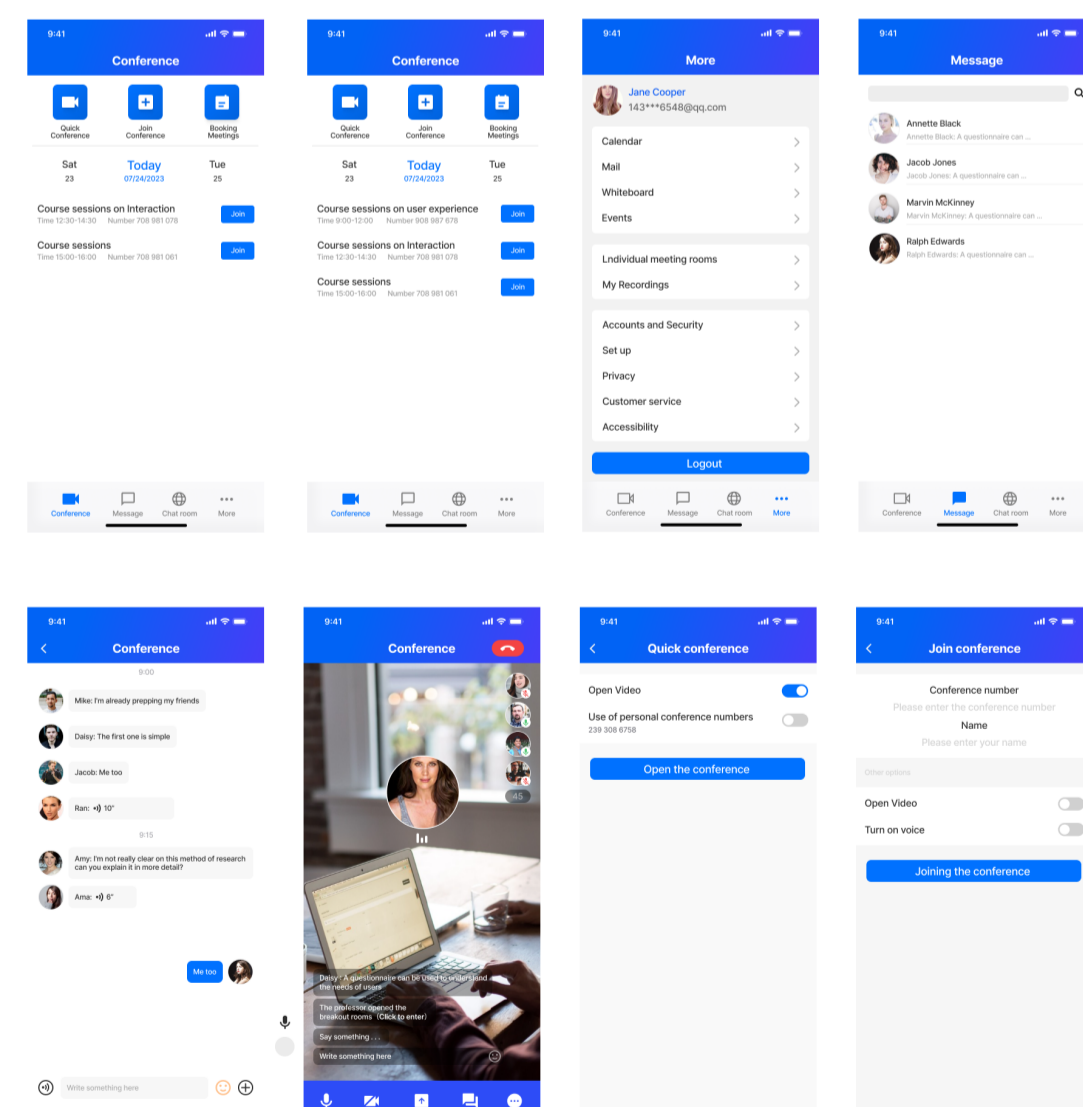 9:41
Conference
Quick Conference
Join Conference
Booking Meetings
Sat
Today
Tue
23
07/24/2023
25
Course sessions on Interaction
Time 12:30-14:30 Number 708 981 078
Join
Course sessions
Time 15:00-16:00 Number 708 981 061
Join
Conference
Message
Chat room
More
9:41
Conference
Quick Conference
Join Conference
Booking Meetings
Sat
Today
Tue
23
07/24/2023
25
Course sessions on user experience
Time 9:00-12:00 Number 908 987 678
Join
Course sessions on Interaction
Time 12:30-14:30 Number 708 981 078
Join
Course sessions
Time 15:00-16:00 Number 708 981 061
Join
Conference
Message
Chat room
More
9:41
More
Jane Cooper
143***6548@qq.com
Calendar
Mail
Whiteboard
Events
Lndividual meeting rooms
My Recordings
Accounts and Security
Set up
Privacy
Customer service
Accessibility
Logout
Conference
Message
Chat room
More
9:41
Message
Annette Black
Annette Black: A questionnaire can ...
Jacob Jones
Jacob Jones: A questionnaire can ...
Marvin McKinney
Marvin McKinney: A questionnaire can ...
Ralph Edwards
Ralph Edwards: A questionnaire can ...
Conference
Message
Chat room
More
9:41
Conference
9:00
Mike: I'm already prepping my friends
Daisy: The first one is simple
Jacob: Me too
Ran: 10"
9:15
Amy: I'm not really clear on this method of research
can you explain it in more detail?
Ama: 6"
Me too
Write something here
9:41
Conference
45
Daisy : A questionnaire can be used to understand
the needs of users
The professor opened the
breakout rooms (Click to enter)
Say something . . .
Write something here
9:41
Quick conference
Open Video
Use of personal conference numbers
239 308 6758
Open the conference
9:41
Join conference
Conference number
Please enter the conference number
Name
Please enter your name
Other options
Open Video
Turn on voice
Joining the conference